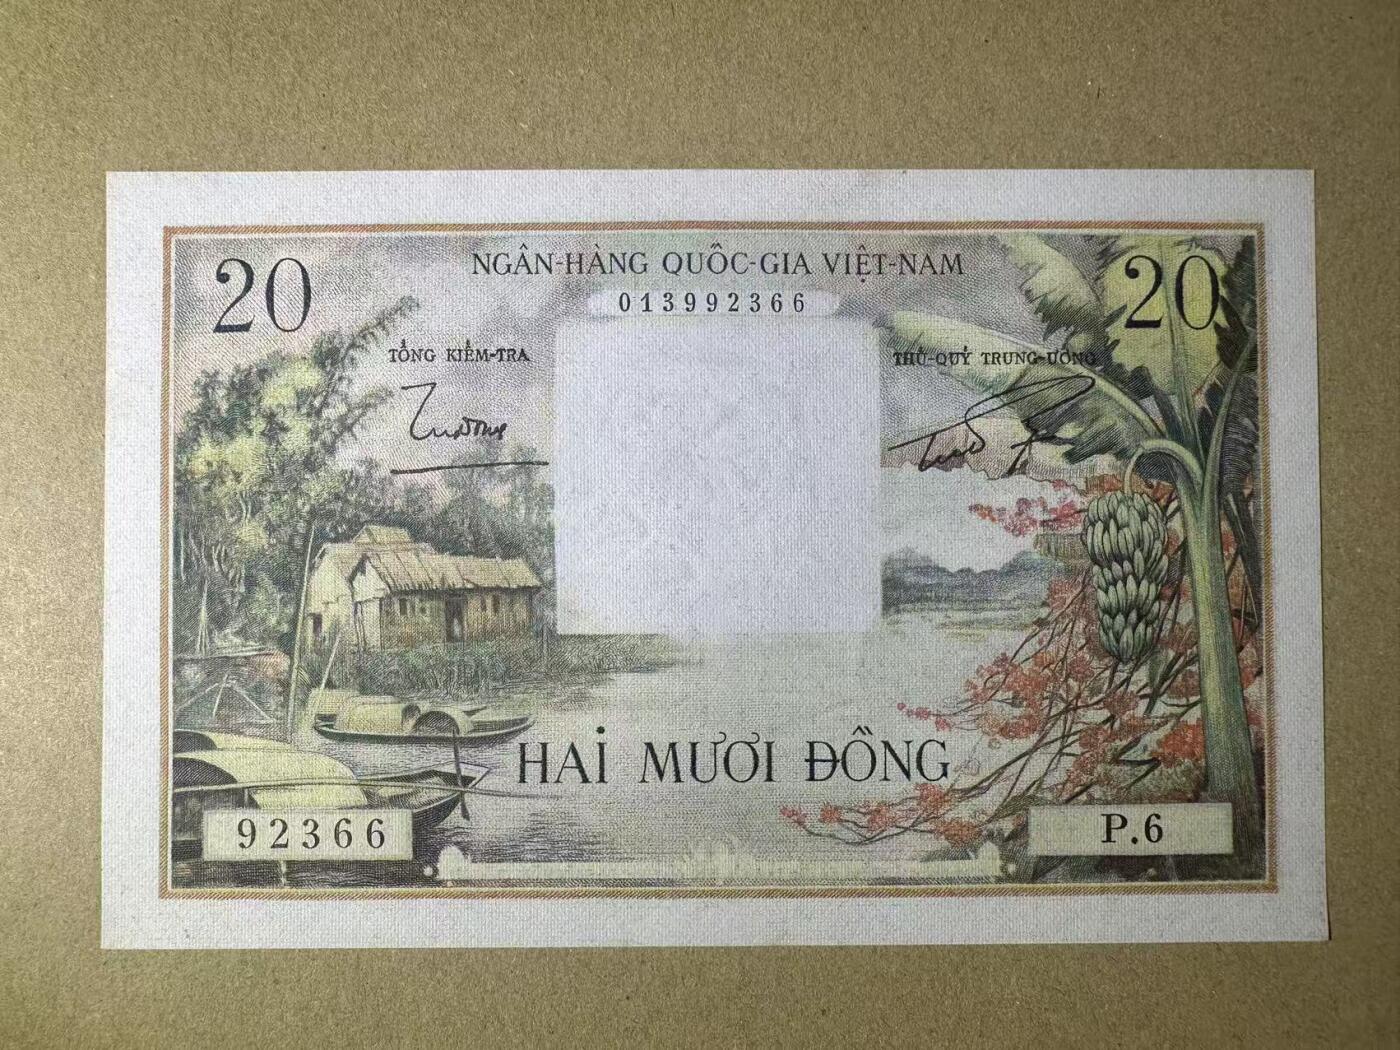 20
NGÂN-HÀNG QUỐC-GIA VIỆT-NAM
20
013992366
TỔNG KIỂM-TRA
THỦ-QUỸ TRUNG-ƯƠNG
HAI MƯƠI ĐỒNG
92366
P.6